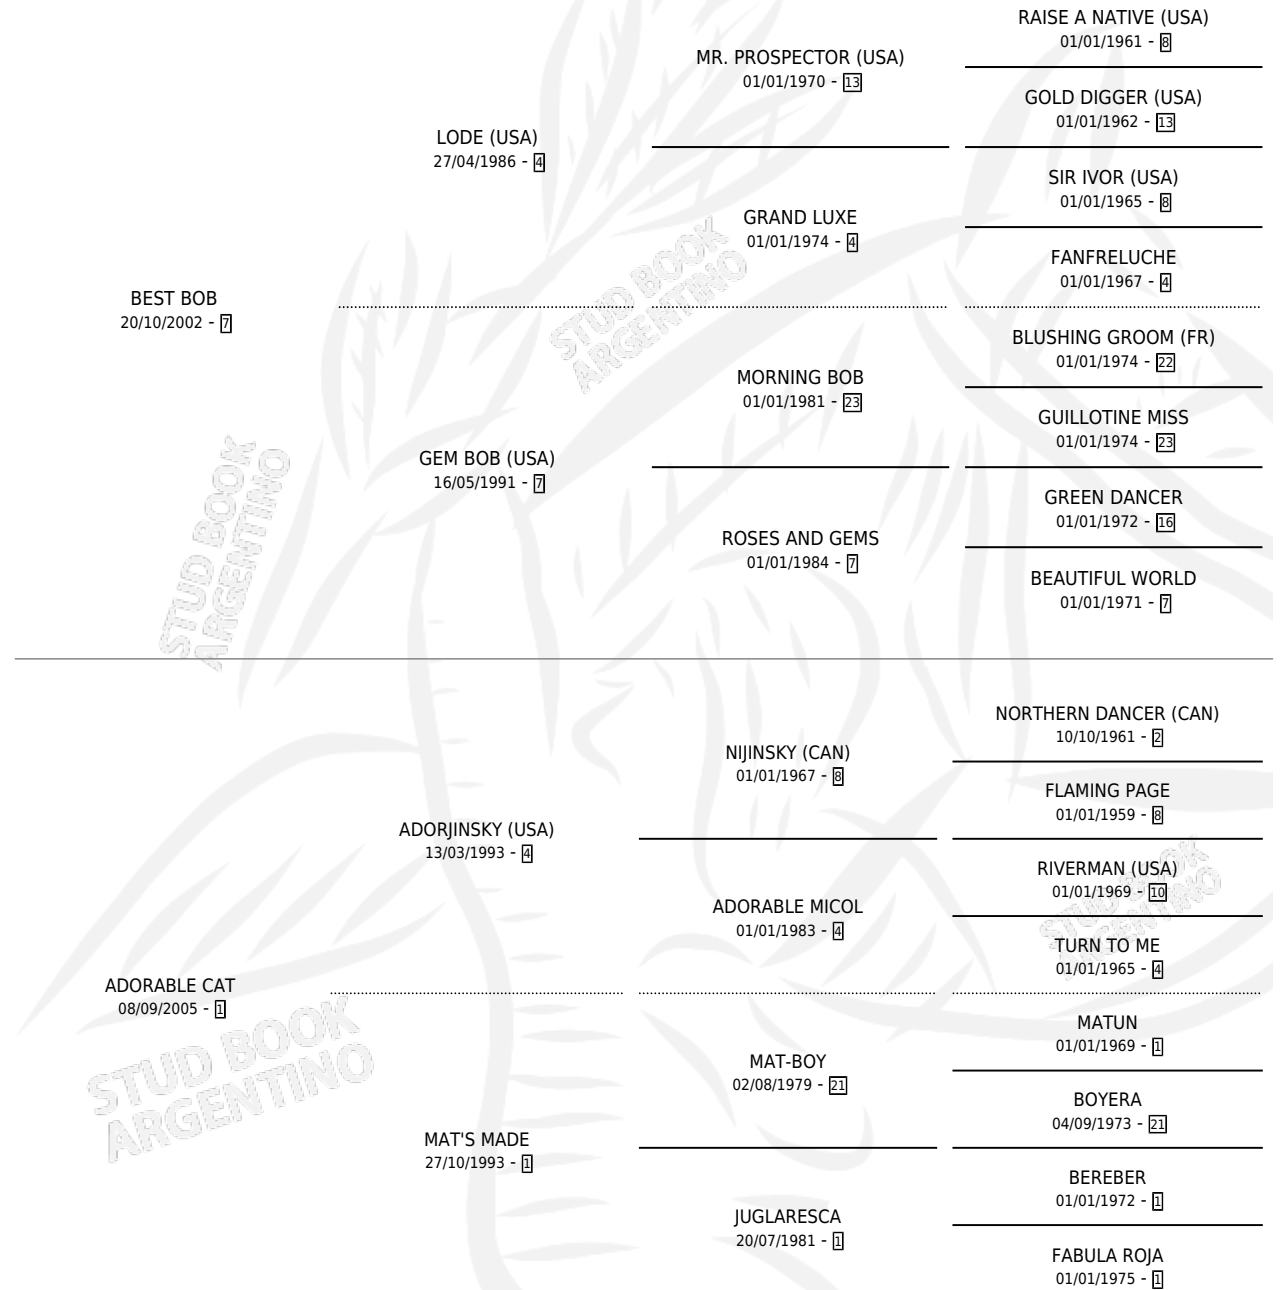 RAISE A NATIVE (USA)
01/01/1961 - 8
MR. PROSPECTOR (USA)
01/01/1970 - 13
GOLD DIGGER (USA)
01/01/1962 - 13
LODE (USA)
27/04/1986 - 4
SIR IVOR (USA)
01/01/1965 - 8
GRAND LUXE
01/01/1974 - 4
FANFRELUCHE
01/01/1967 - 4
BEST BOB
20/10/2002 - 7
STUD BOOK
ARGENTINO
BLUSHING GROOM (FR)
01/01/1974 - 22
MORNING BOB
01/01/1981 - 23
GUILLOTINE MISS
01/01/1974 - 23
GEM BOB (USA)
16/05/1991 - 7
GREEN DANCER
01/01/1972 - 16
ROSES AND GEMS
01/01/1984 - 7
BEAUTIFUL WORLD
01/01/1971 - 7
STUD BOOK
ARGENTINO
NORTHERN DANCER (CAN)
10/10/1961 - 2
NIJINSKY (CAN)
01/01/1967 - 8
FLAMING PAGE
01/01/1959 - 8
ADORJINSKY (USA)
13/03/1993 - 4
RIVERMAN (USA)
01/01/1969 - 10
ADORABLE MICOL
01/01/1983 - 4
STUD BOOK
ARGENTINO
TURN TO ME
01/01/1965 - 4
ADORABLE CAT
08/09/2005 - 1
STUD BOOK
ARGENTINO
MATUN
01/01/1969 - 1
MAT-BOY
02/08/1979 - 21
BOYERA
04/09/1973 - 21
MAT'S MADE
27/10/1993 - 1
BEREBER
01/01/1972 - 1
JUGLARESCA
20/07/1981 - 1
FABULA ROJA
01/01/1975 - 1